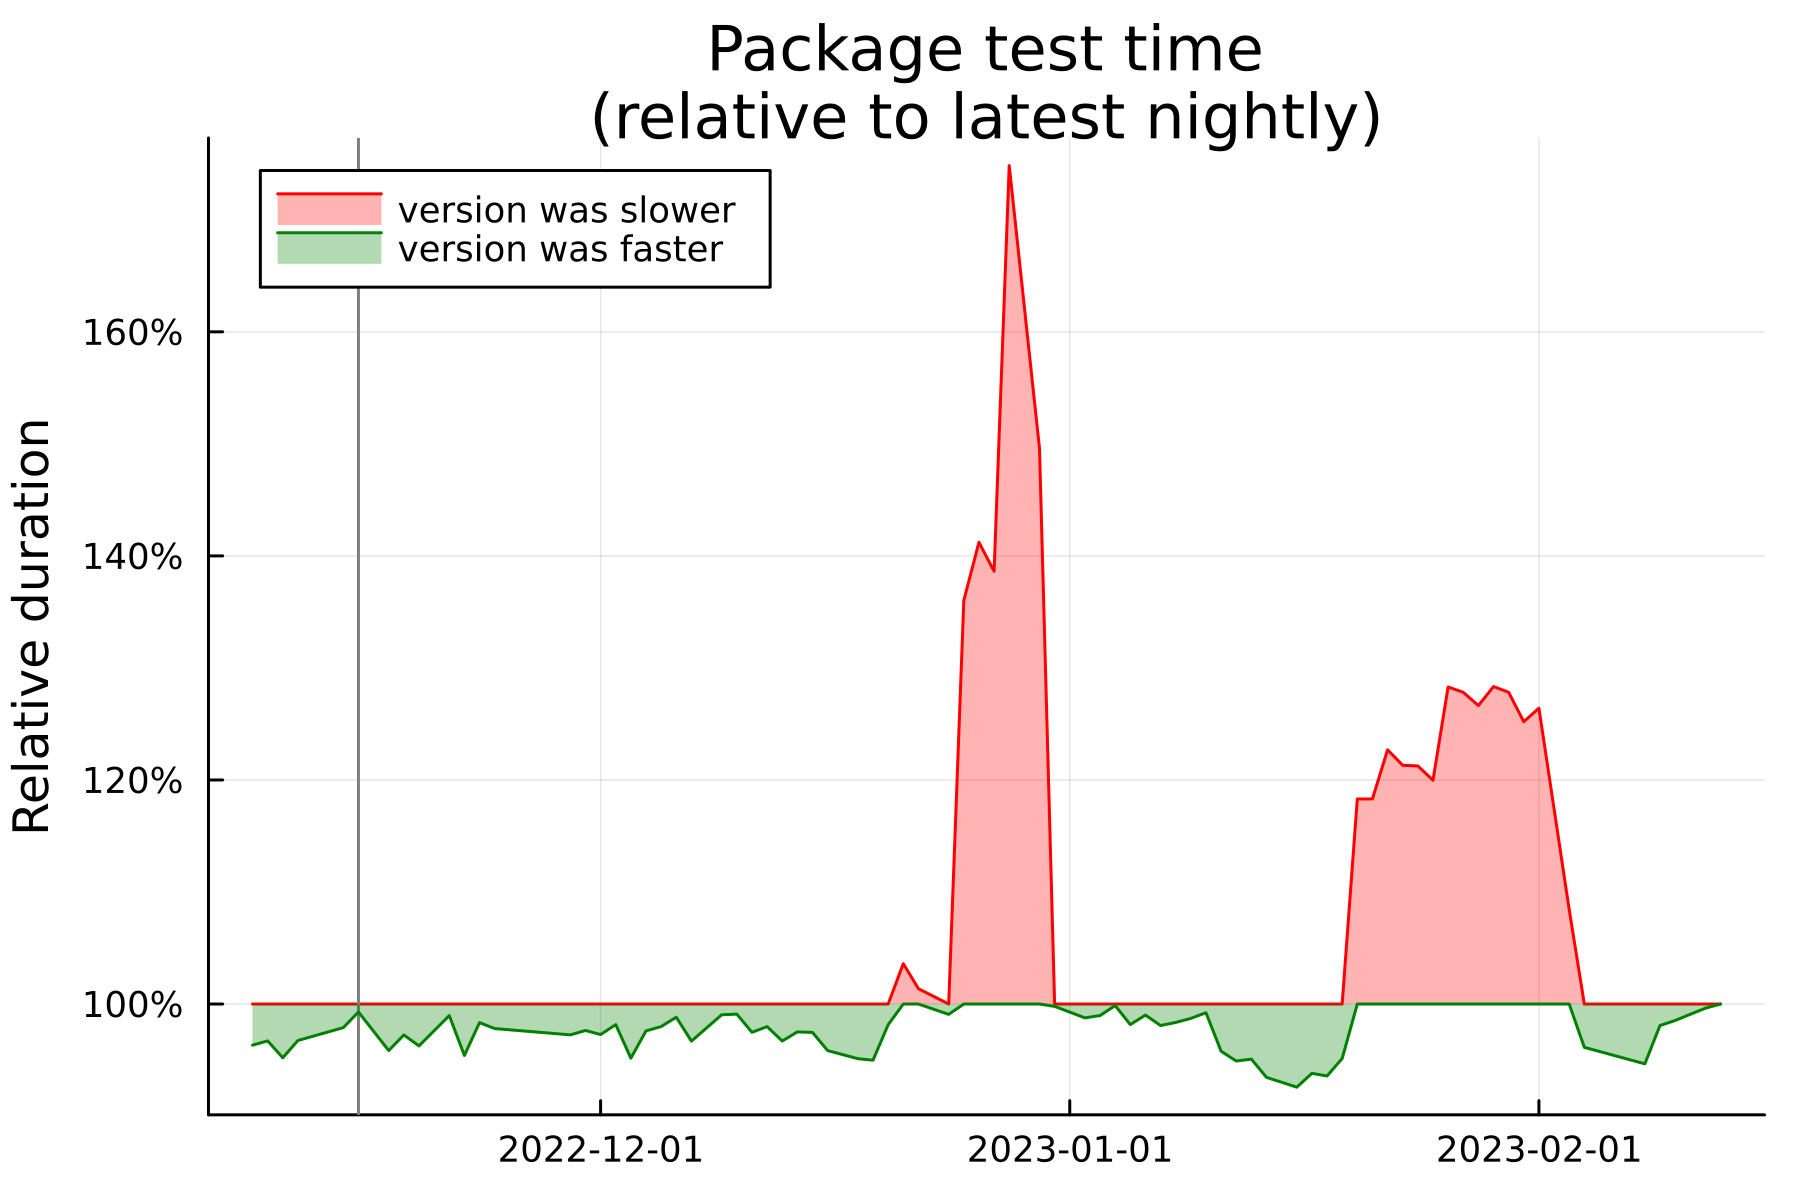 Package test time
(relative to latest nightly)
version was slower
version was faster
Relative duration
160%
140%
120%
100%
2022-12-01
2023-01-01
2023-02-01